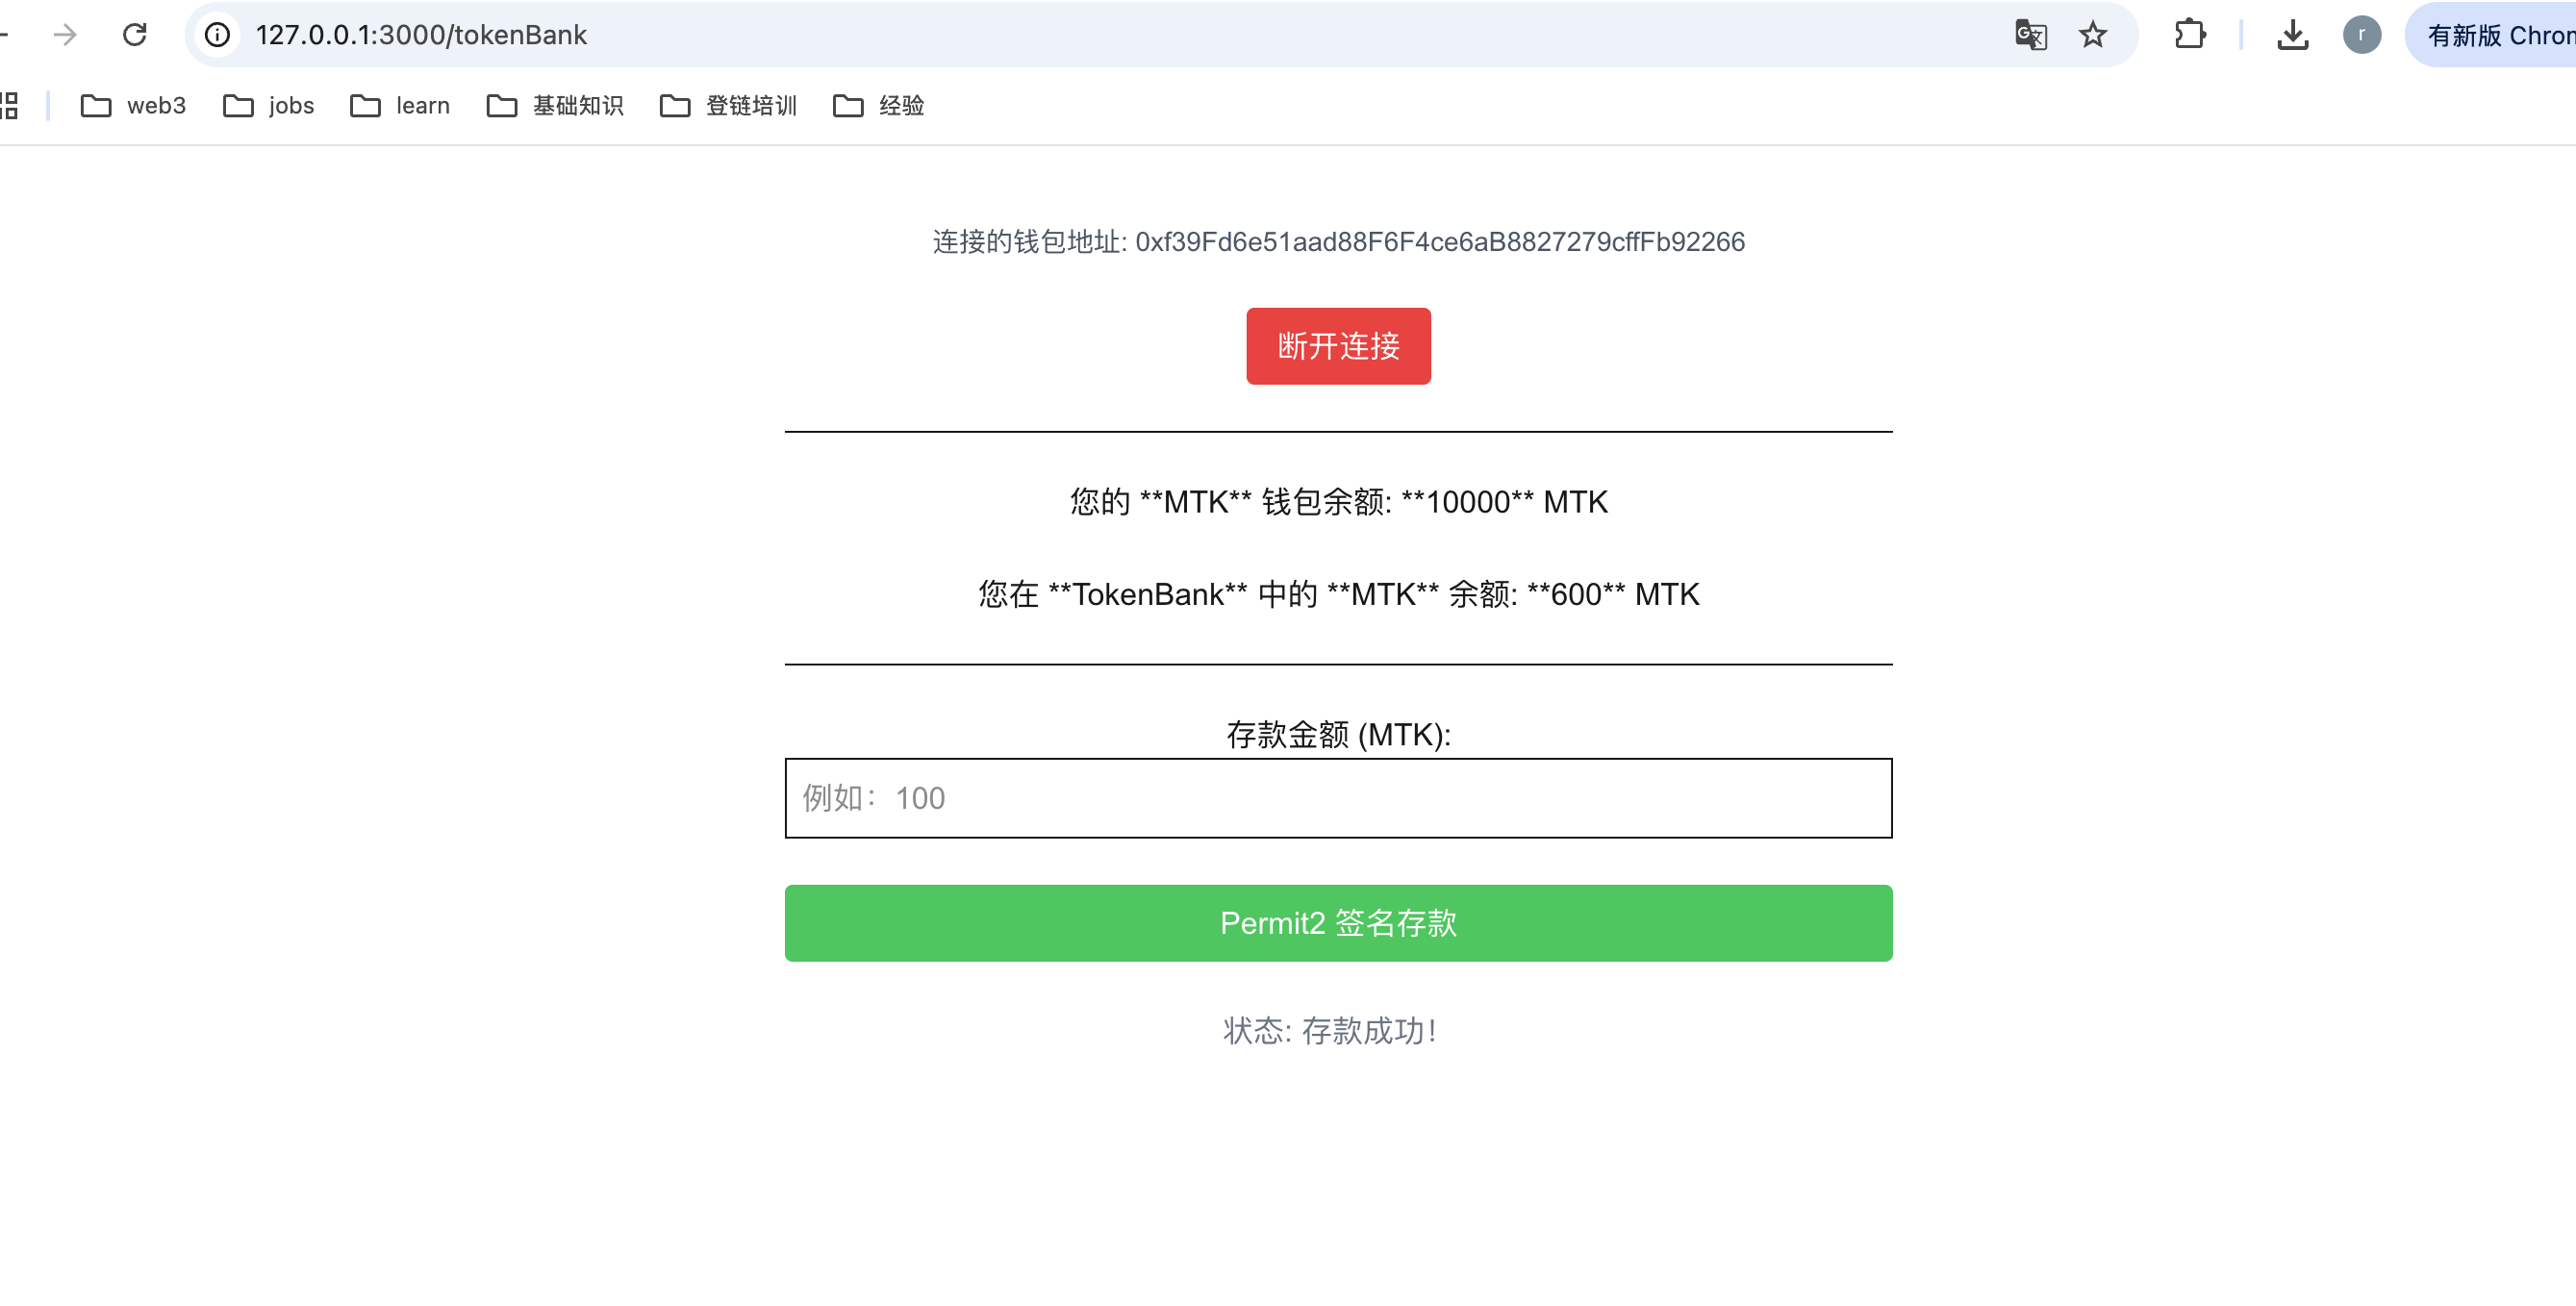 127.0.0.1:3000/tokenBank
r
有新版 Chrom
web3 jobs learn 基础知识 登链培训 经验
连接的钱包地址: 0xf39Fd6e51aad88F6F4ce6aB8827279cffFb92266
断开连接
您的 **MTK** 钱包余额: **10000** MTK
您在 **TokenBank** 中的 **MTK** 余额: **600** MTK
存款金额 (MTK):
例如：100
Permit2 签名存款
状态: 存款成功！